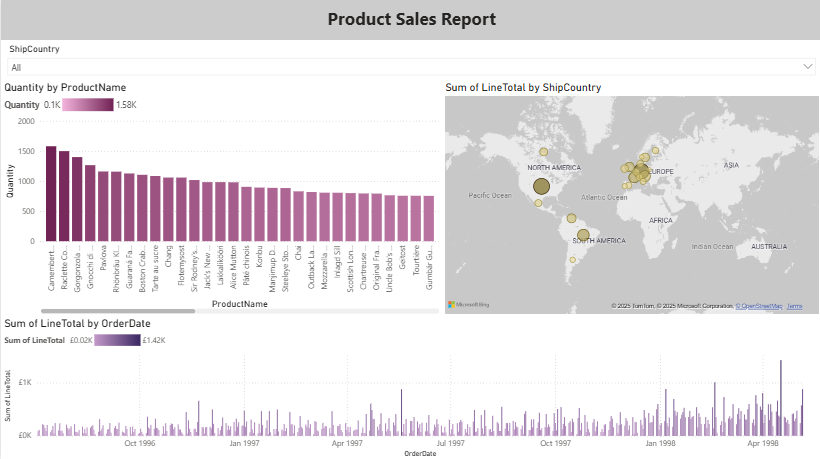 Product Sales Report
ShipCountry
All
Quantity by ProductName
Quantity 0.1K 1.58K
2000
1500
1000
500
0
Quantity
Camembert...
Raclette Co...
Gorgonzola ...
Gnocchi di ...
Pavlova
Rhönbräu Kl...
Guaraná Fa...
Boston Crab...
Tarte au sucre
Chang
Flotemysost
Sir Rodney's...
Jack's New ...
Lakkalikööri
Alice Mutton
Pâté chinois
Konbu
Manjimup D...
Steeleye Sto...
Chai
Outback La...
Mozzarella ...
Inlagd Sill
Scottish Lon...
Chartreuse ...
Original Fra...
Uncle Bob's ...
Geitost
Tourtière
Gumbär Gu...
ProductName
Sum of LineTotal by ShipCountry
NORTH AMERICA
EUROPE
ASIA
Pacific Ocean
Atlantic Ocean
AFRICA
SOUTH AMERICA
Indian Ocean
AUSTRALIA
Microsoft Bing
© 2025 TomTom, © 2025 Microsoft Corporation, © OpenStreetMap Terms
Sum of LineTotal by OrderDate
Sum of LineTotal £0.02K £1.42K
£1K
£0K
Sum of LineTotal
Oct 1996
Jan 1997
Apr 1997
Jul 1997
Oct 1997
Jan 1998
Apr 1998
OrderDate